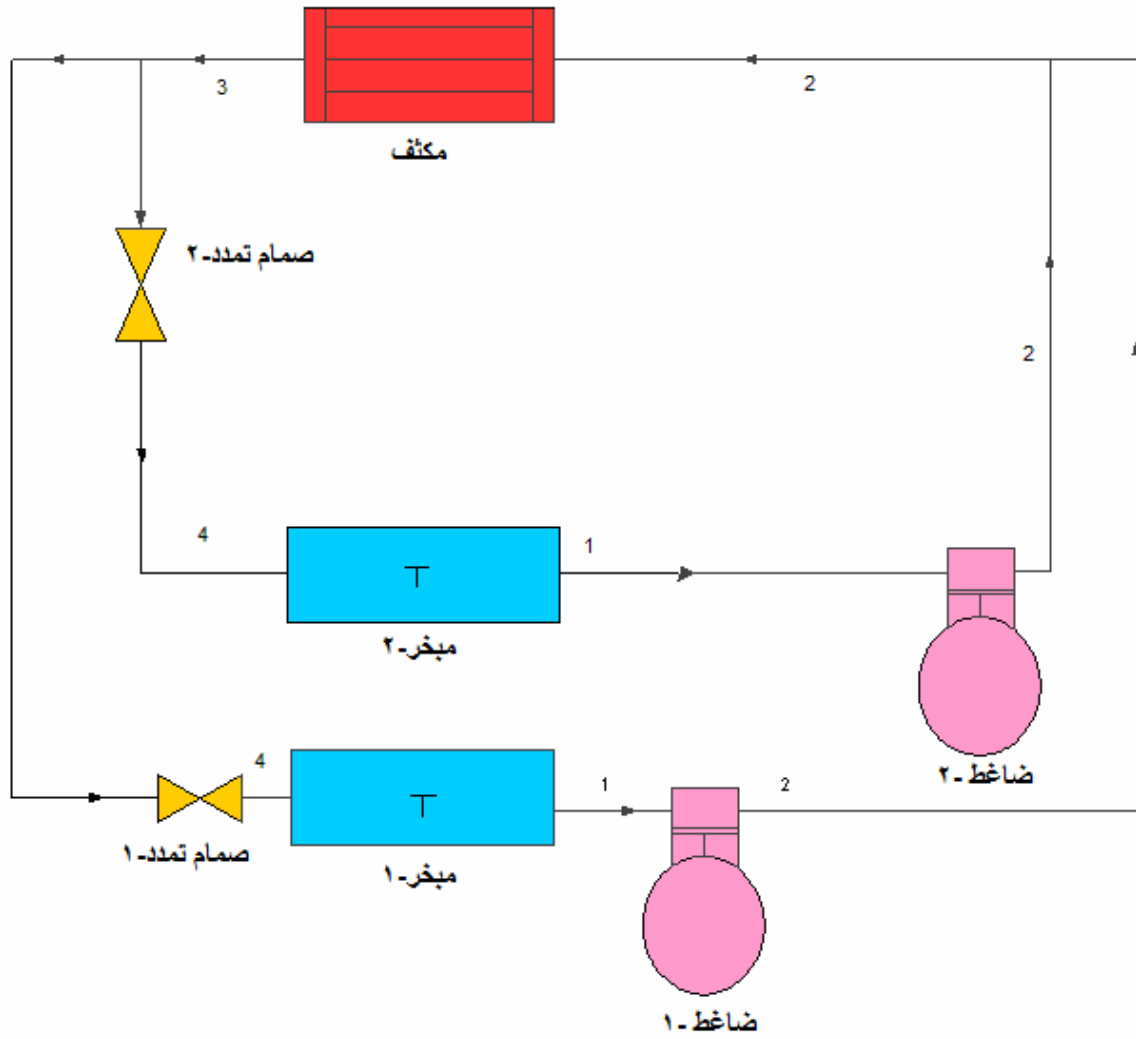 3
2
مكثف
صمام تمدد-٢
2
4
1
مبخر-٢
ضاغط -٢
4
1
2
صمام تمدد-١
مبخر-١
ضاغط -١